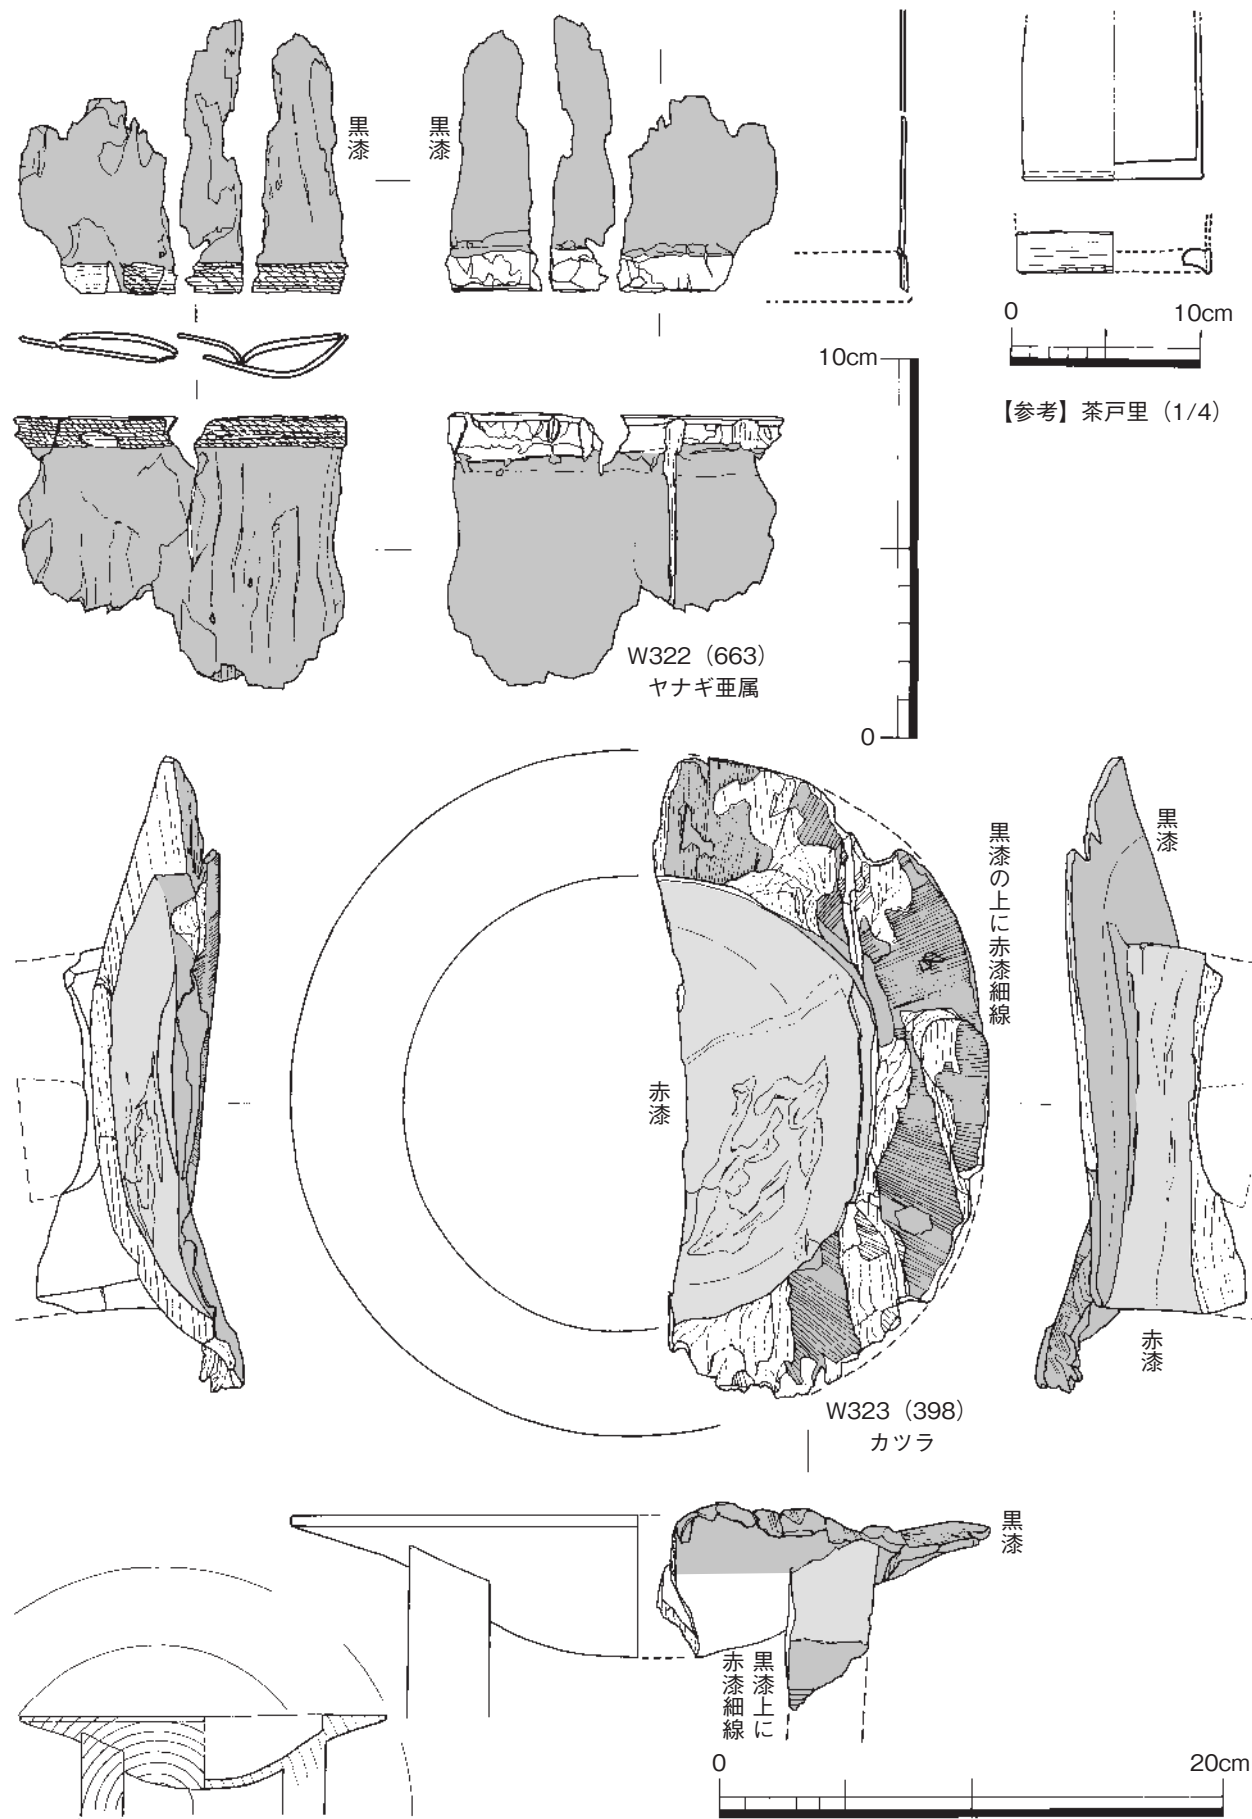 黒漆
黒漆
0 10cm
【参考】茶戸里（1/4）
10cm
0
W322（663）
ヤナギ亜属
黒漆
黒漆の上に赤漆細線
赤漆
赤漆
W323（398）
カツラ
黒漆
黒漆上に
赤漆細線
0 20cm